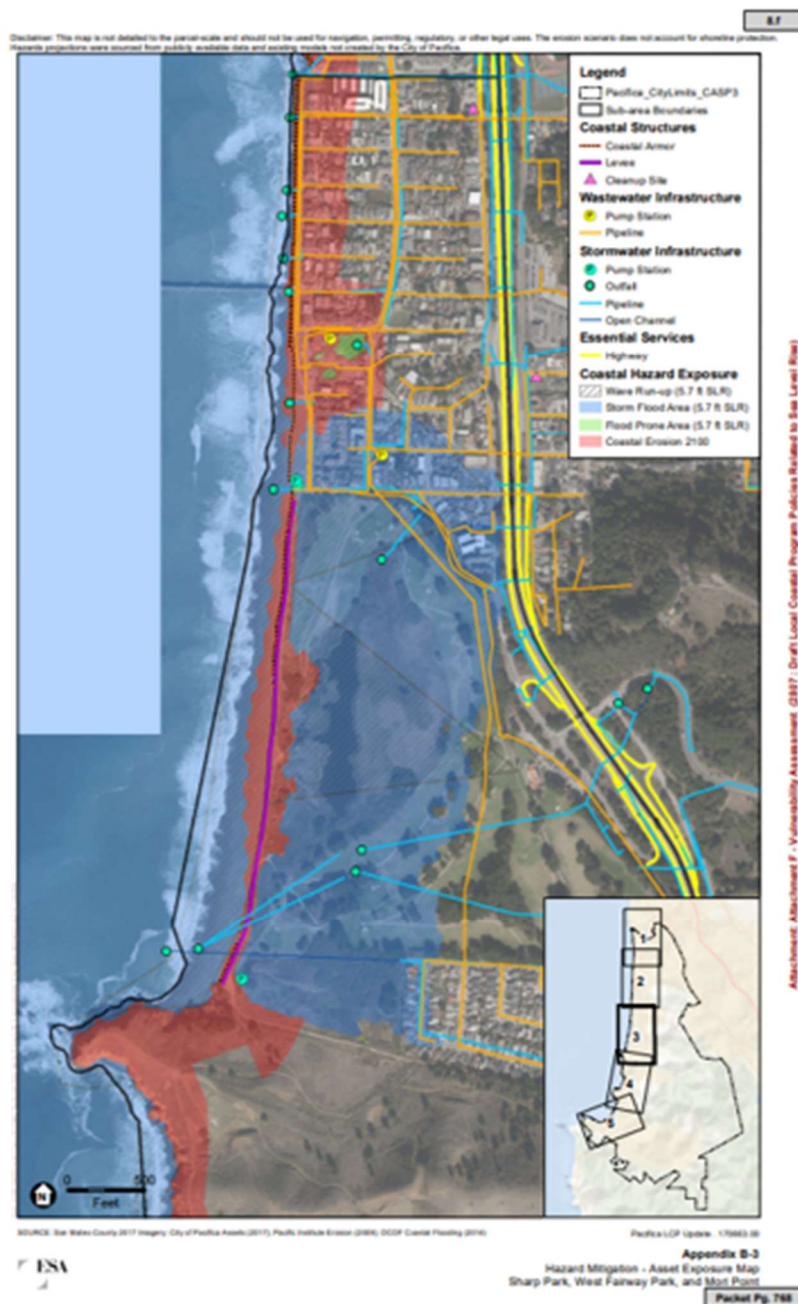 8.f
Disclaimer: This map is not detailed to the parcel-scale and should not be used for navigation, permitting, regulatory, or other legal uses. The erosion scenario does not account for shoreline protection.
Hazards projections were sourced from publicly available data and existing models not created by the City of Pacifica.
Legend
Pacifica_CityLimits_CASP3
Sub-area Boundaries
Coastal Structures
Coastal Armor
Levee
Cleanup Site
Wastewater Infrastructure
Pump Station
Pipeline
Stormwater Infrastructure
Pump Station
Outfall
Pipeline
Open Channel
Essential Services
Highway
Coastal Hazard Exposure
Wave Run-up (5.7 ft SLR)
Storm Flood Area (5.7 ft SLR)
Flood Prone Area (5.7 ft SLR)
Coastal Erosion 2100
Attachment: Attachment F - Vulnerability Assessment (2897 : Draft Local Coastal Program Policies Related to Sea Level Rise)
1
2
3
4
5
N
0 500
Feet
SOURCE: San Mateo County 2017 Imagery; City of Pacifica Assets (2017), Pacific Institute Erosion (2009), OCOF Coastal Flooding (2014)
Pacifica LCP Update . 170663.00
ESA
Appendix B-3
Hazard Mitigation - Asset Exposure Map
Sharp Park, West Fairway Park, and Mori Point
Packet Pg. 768